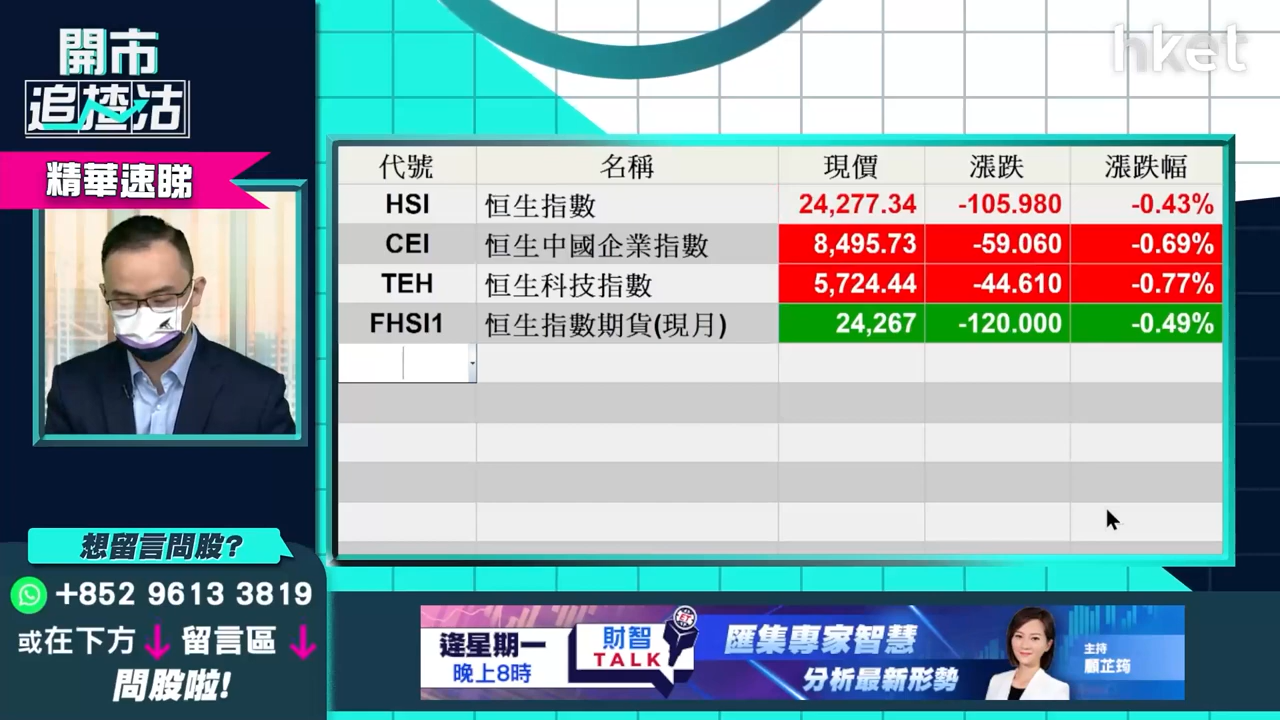 開市
追揸沽
精華速睇
hket
代號 名稱 現價 漲跌 漲跌幅
HSI 恒生指數 24,277.34 -105.980 -0.43%
CEI 恒生中國企業指數 8,495.73 -59.060 -0.69%
TEH 恒生科技指數 5,724.44 -44.610 -0.77%
FHSI1 恒生指數期貨(現月) 24,267 -120.000 -0.49%
想留言問股?
+852 9613 3819
或在下方 留言區
問股啦!
逢星期一
晚上8時
財智
TALK
匯集專家智慧
分析最新形勢
主持
顧芷筠